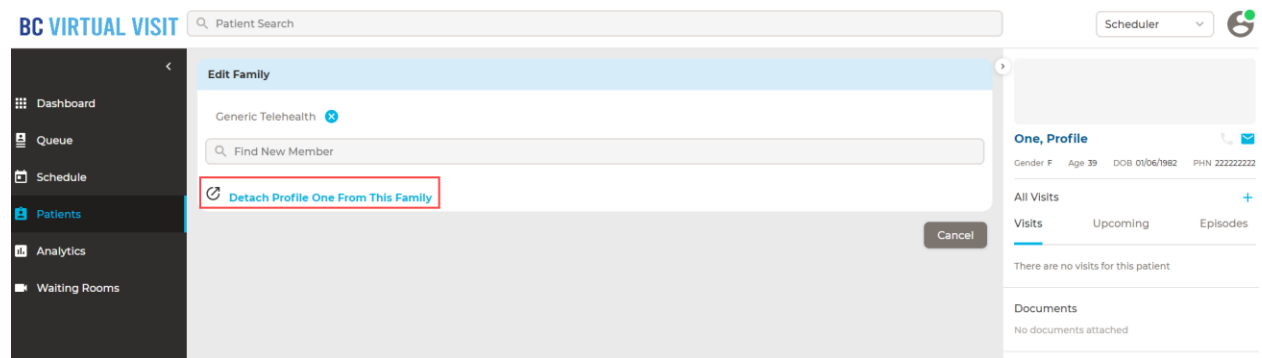 BC VIRTUAL VISIT
Patient Search
Scheduler
Dashboard
Queue
Schedule
Patients
Analytics
Waiting Rooms
Edit Family
Generic Telehealth
Find New Member
Detach Profile One From This Family
Cancel
One, Profile
Gender F Age 39 DOB 01/06/1982 PHN 222222222
All Visits
Visits Upcoming Episodes
There are no visits for this patient
Documents
No documents attached